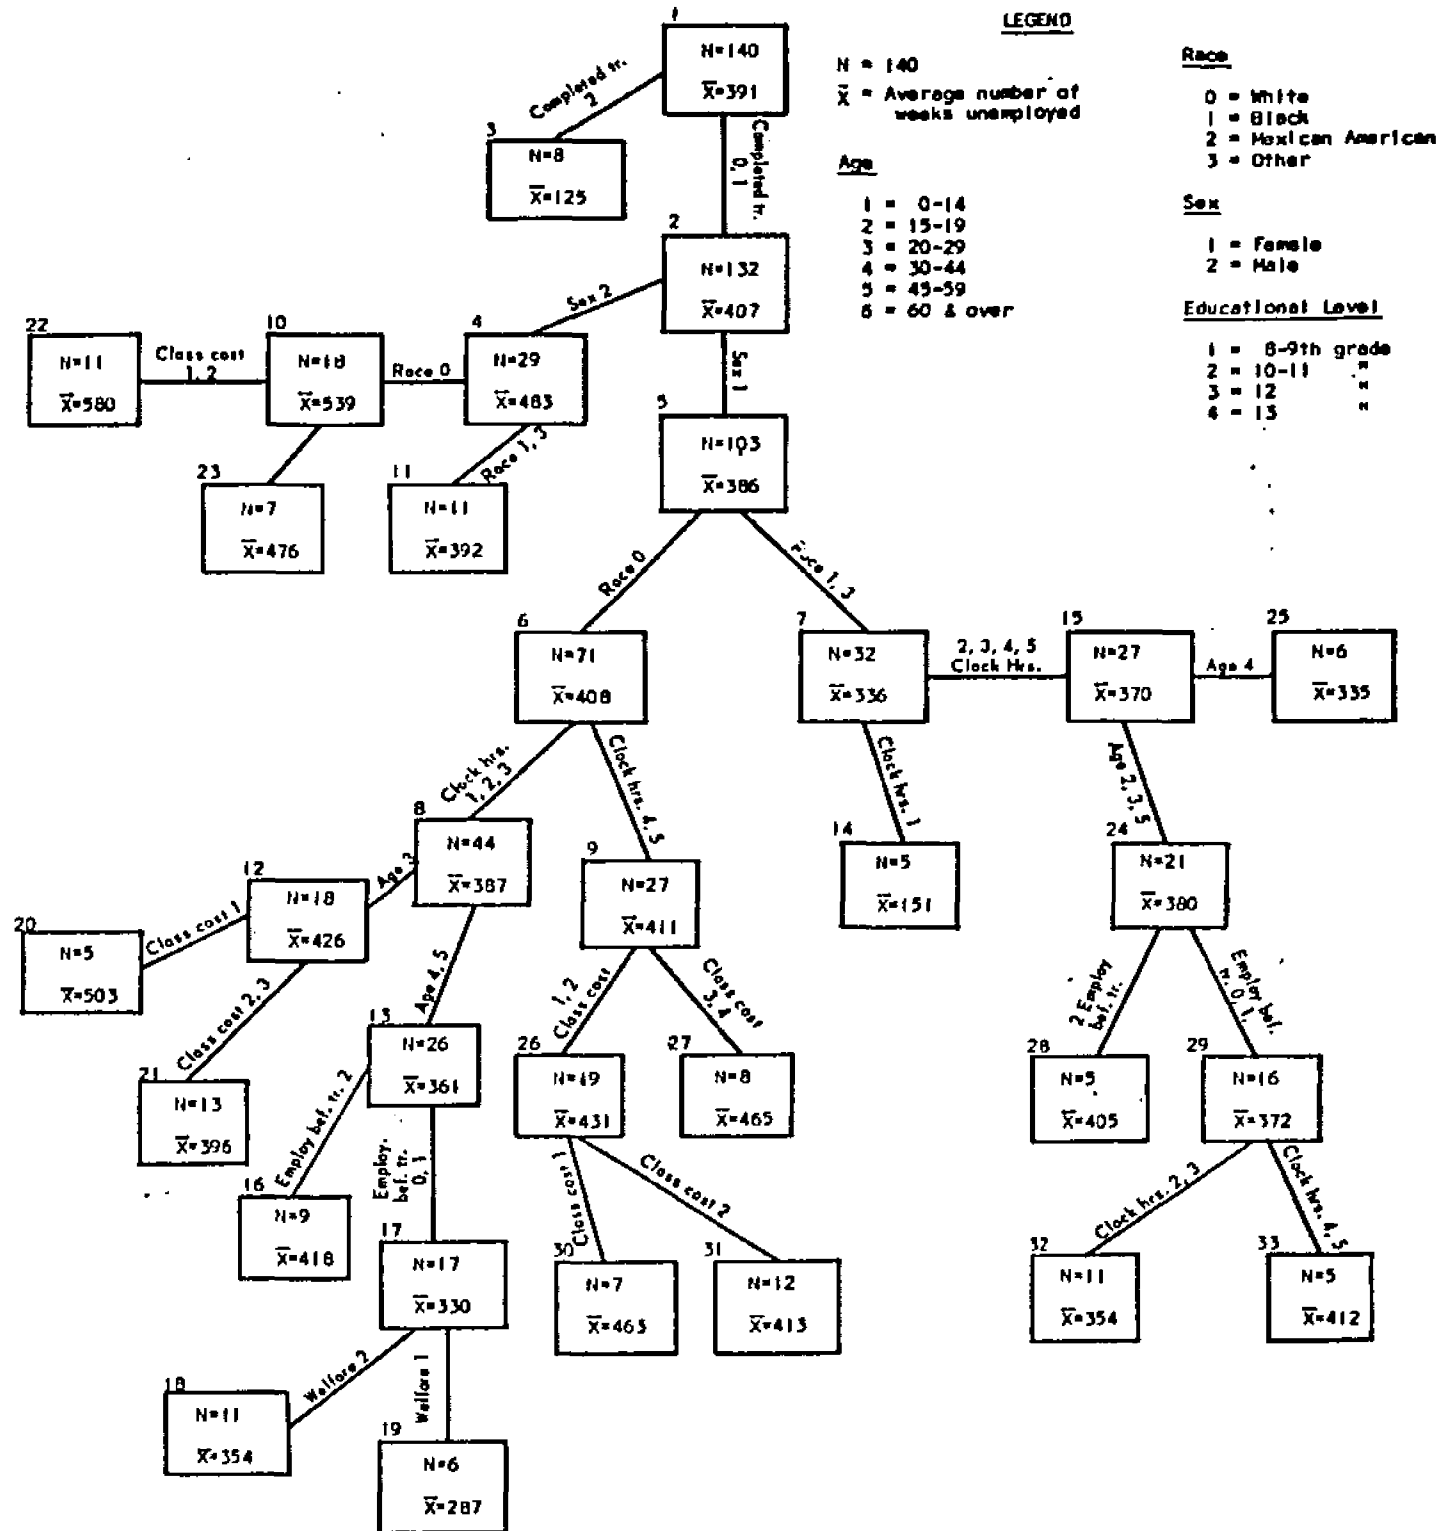 1
N=140
X̄=391
LEGEND
N = 140
X̄ = Average number of
weeks unemployed
Age
1 = 0-14
2 = 15-19
3 = 20-29
4 = 30-44
5 = 45-59
6 = 60 & over
Race
0 = White
1 = Black
2 = Mexican American
3 = Other
Sex
1 = Female
2 = Male
Educational Level
1 = 8-9th grade
2 = 10-11 "
3 = 12 "
4 = 13 "
Completed tr.
2
3
N=8
X̄=125
Completed tr.
0, 1
2
N=132
X̄=407
Sex 2
22
N=11
X̄=580
Class cost
1, 2
10
N=18
X̄=539
Race 0
4
N=29
X̄=483
Sex 1
23
N=7
X̄=476
11
N=11
X̄=392
Race 1, 3
5
N=103
X̄=386
Race 0
Race 1, 3
6
N=71
X̄=408
7
N=32
X̄=336
2, 3, 4, 5
Clock Hrs.
15
N=27
X̄=370
Age 4
25
N=6
X̄=335
Clock hrs.
1, 2, 3
Clock hrs. 4, 5
Clock hrs. 1
Age 2, 3, 5
8
N=44
X̄=387
9
N=27
X̄=411
14
N=5
X̄=151
24
N=21
X̄=380
Age
12
N=18
X̄=426
Class cost 1
20
N=5
X̄=503
Class cost 2, 3
21
N=13
X̄=396
Age 4, 5
13
N=26
X̄=361
1, 2
Class cost
Class cost
3, 4
26
N=19
X̄=431
27
N=8
X̄=465
2 Employ
bef. tr.
Employ bef.
tr. 0, 1,
28
N=5
X̄=405
29
N=16
X̄=372
Employ bef. tr. 2
16
N=9
X̄=418
Employ.
bef. tr.
0, 1
17
N=17
X̄=330
Class cost 1
30
N=7
X̄=463
Class cost 2
31
N=12
X̄=413
Clock hrs. 2, 3
32
N=11
X̄=354
Clock hrs. 4, 5
33
N=5
X̄=412
Welfare 2
18
N=11
X̄=354
Welfare 1
19
N=6
X̄=287